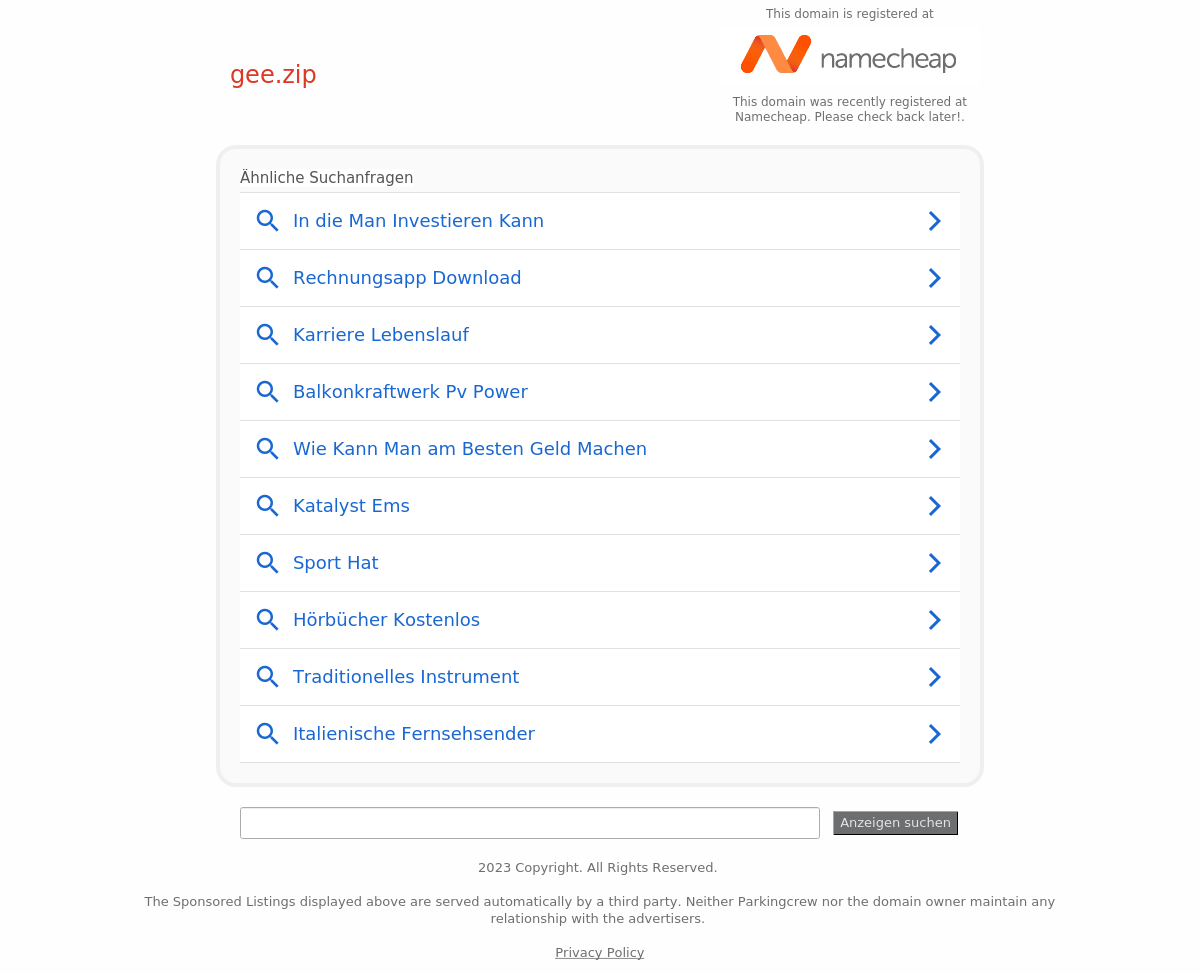 This domain is registered at
namecheap
gee.zip
This domain was recently registered at
Namecheap. Please check back later!.
Ähnliche Suchanfragen
In die Man Investieren Kann
Rechnungsapp Download
Karriere Lebenslauf
Balkonkraftwerk Pv Power
Wie Kann Man am Besten Geld Machen
Katalyst Ems
Sport Hat
Hörbücher Kostenlos
Traditionelles Instrument
Italienische Fernsehsender
Anzeigen suchen
2023 Copyright. All Rights Reserved.
The Sponsored Listings displayed above are served automatically by a third party. Neither Parkingcrew nor the domain owner maintain any
relationship with the advertisers.
Privacy Policy